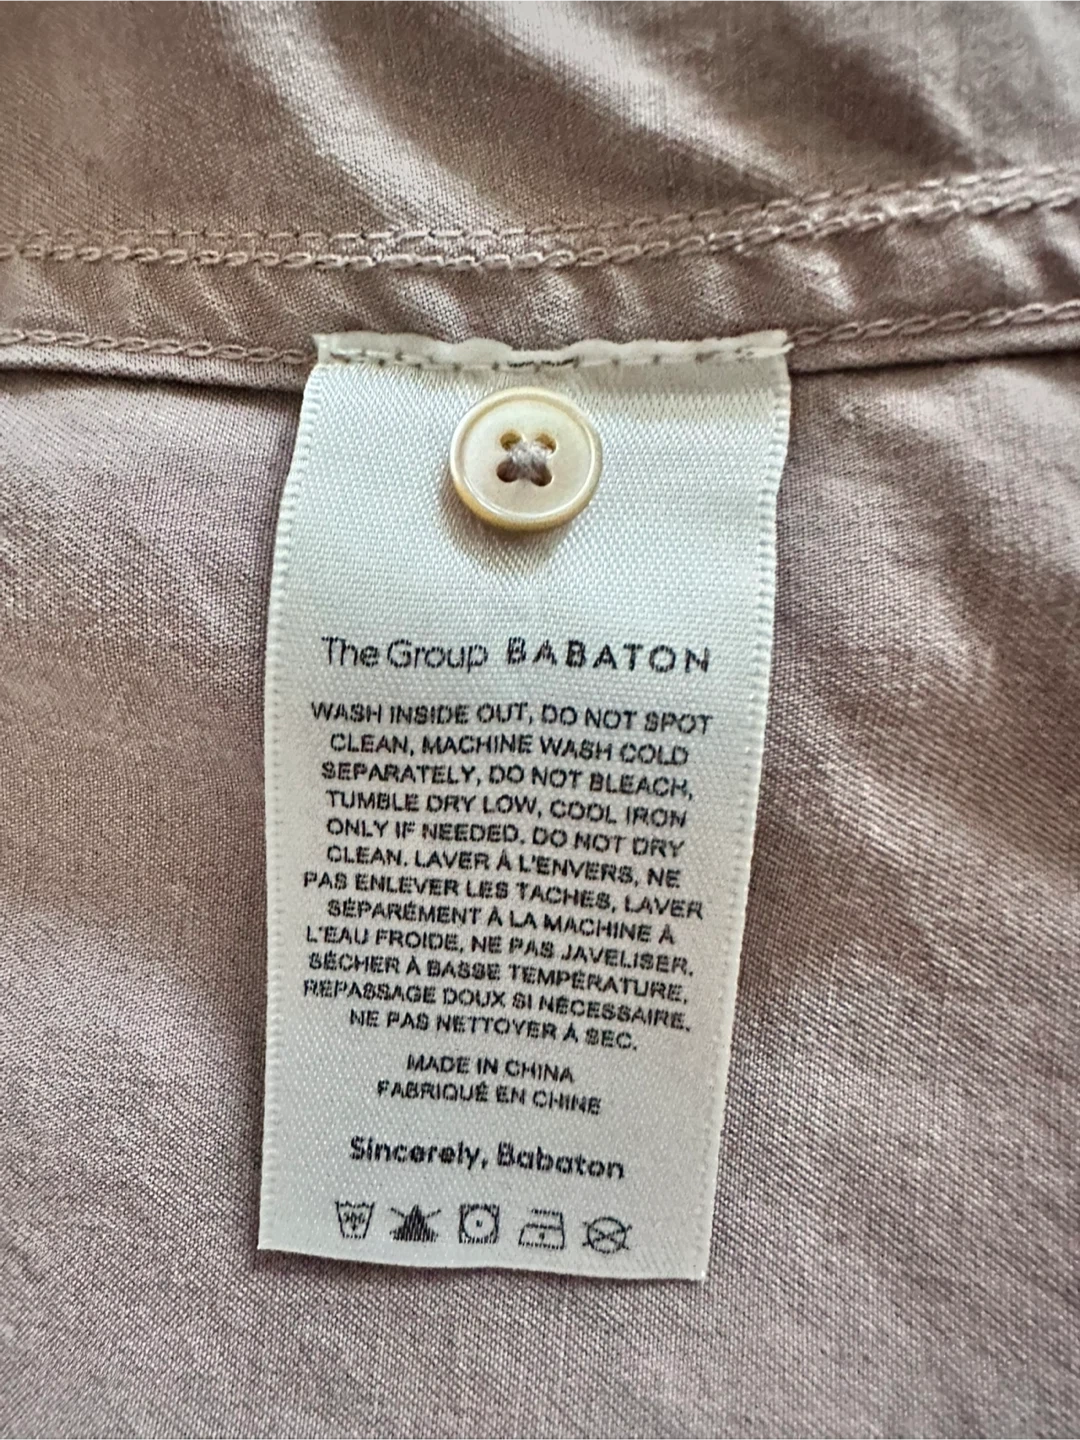 The Group BABATON
WASH INSIDE OUT, DO NOT SPOT
CLEAN, MACHINE WASH COLD
SEPARATELY, DO NOT BLEACH,
TUMBLE DRY LOW, COOL IRON
ONLY IF NEEDED. DO NOT DRY
CLEAN. LAVER À L'ENVERS, NE
PAS ENLEVER LES TACHES, LAVER
SÉPARÉMENT À LA MACHINE À
L'EAU FROIDE, NE PAS JAVELISER.
SÉCHER À BASSE TEMPÉRATURE,
REPASSAGE DOUX SI NÉCESSAIRE.
NE PAS NETTOYER À SEC.
MADE IN CHINA
FABRIQUÉ EN CHINE
Sincerely, Babaton